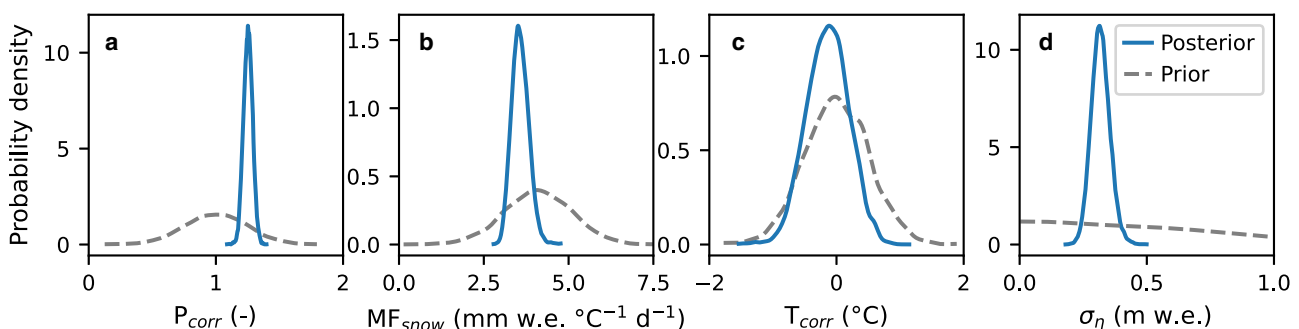 Probability density
a
10
5
0
0
1
2
P_corr (-)
b
1.5
1.0
0.5
0.0
0.0
2.5
5.0
7.5
MF_snow (mm w.e. °C⁻¹ d⁻¹)
c
1.0
0.5
0.0
−2
0
2
T_corr (°C)
d
Posterior
Prior
10
5
0
0.0
0.5
1.0
σ_η (m w.e.)